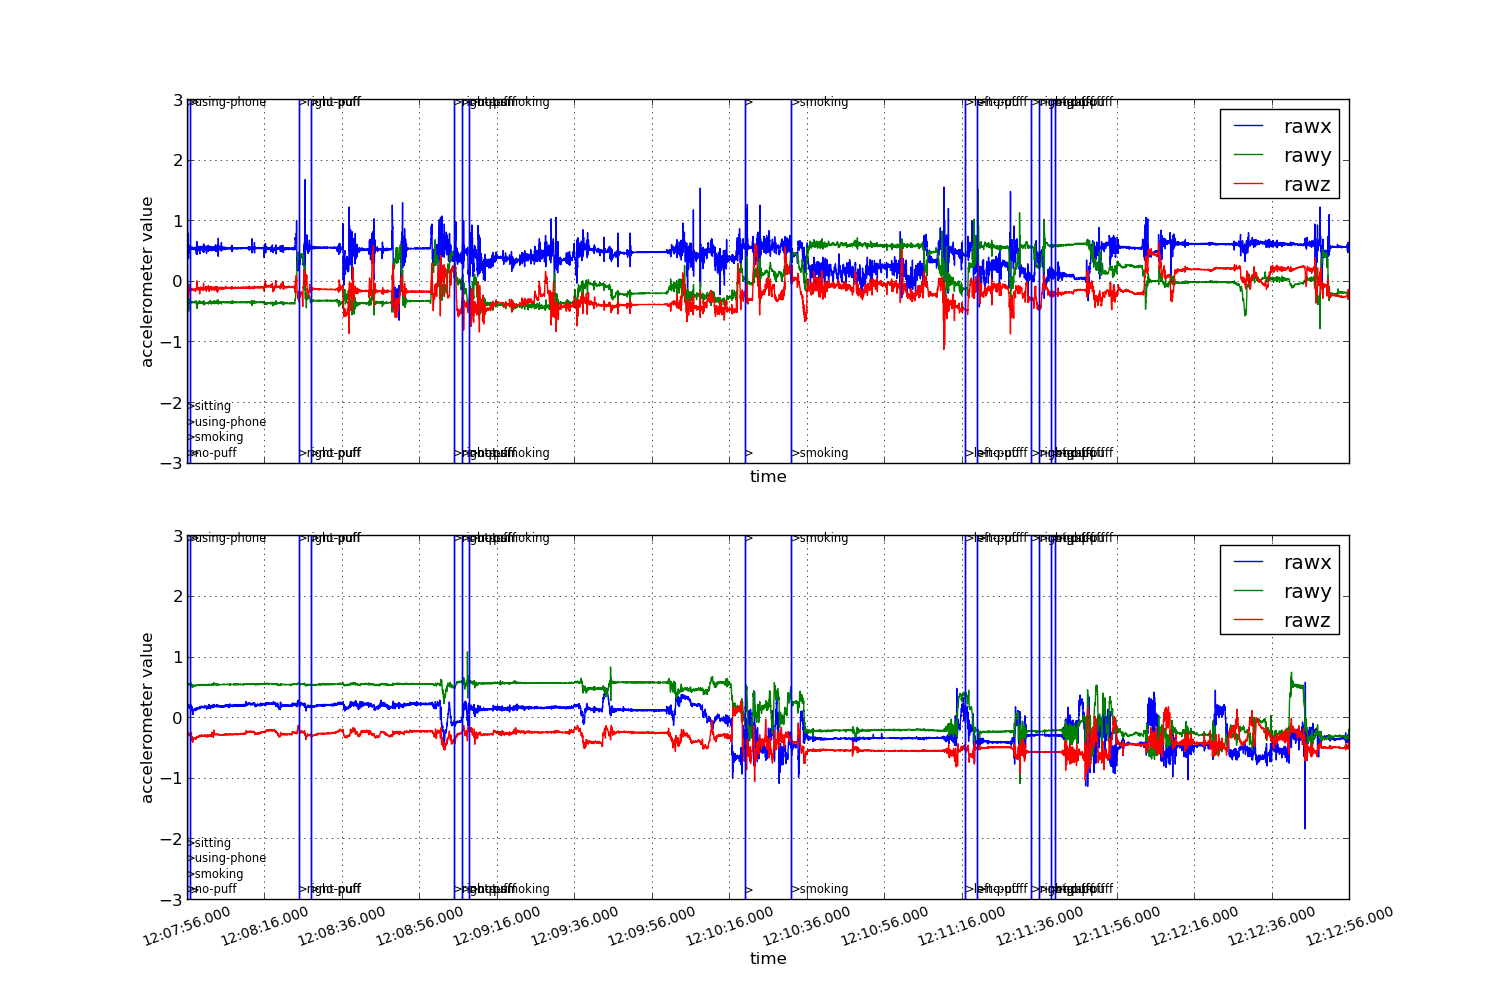 3
>using-phone
>
>smoking
2
1
0
−1
−2
−3
accelerometer value
rawx
rawy
rawz
>sitting
>using-phone
>smoking
>no-puff
>
>smoking
time
3
>using-phone
>
>smoking
2
1
0
−1
−2
−3
accelerometer value
rawx
rawy
rawz
>sitting
>using-phone
>smoking
>no-puff
>
>smoking
12:07:56.000 12:08:16.000 12:08:36.000 12:08:56.000 12:09:16.000 12:09:36.000 12:09:56.000 12:10:16.000 12:10:36.000 12:10:56.000 12:11:16.000 12:11:36.000 12:11:56.000 12:12:16.000 12:12:36.000 12:12:56.000
time